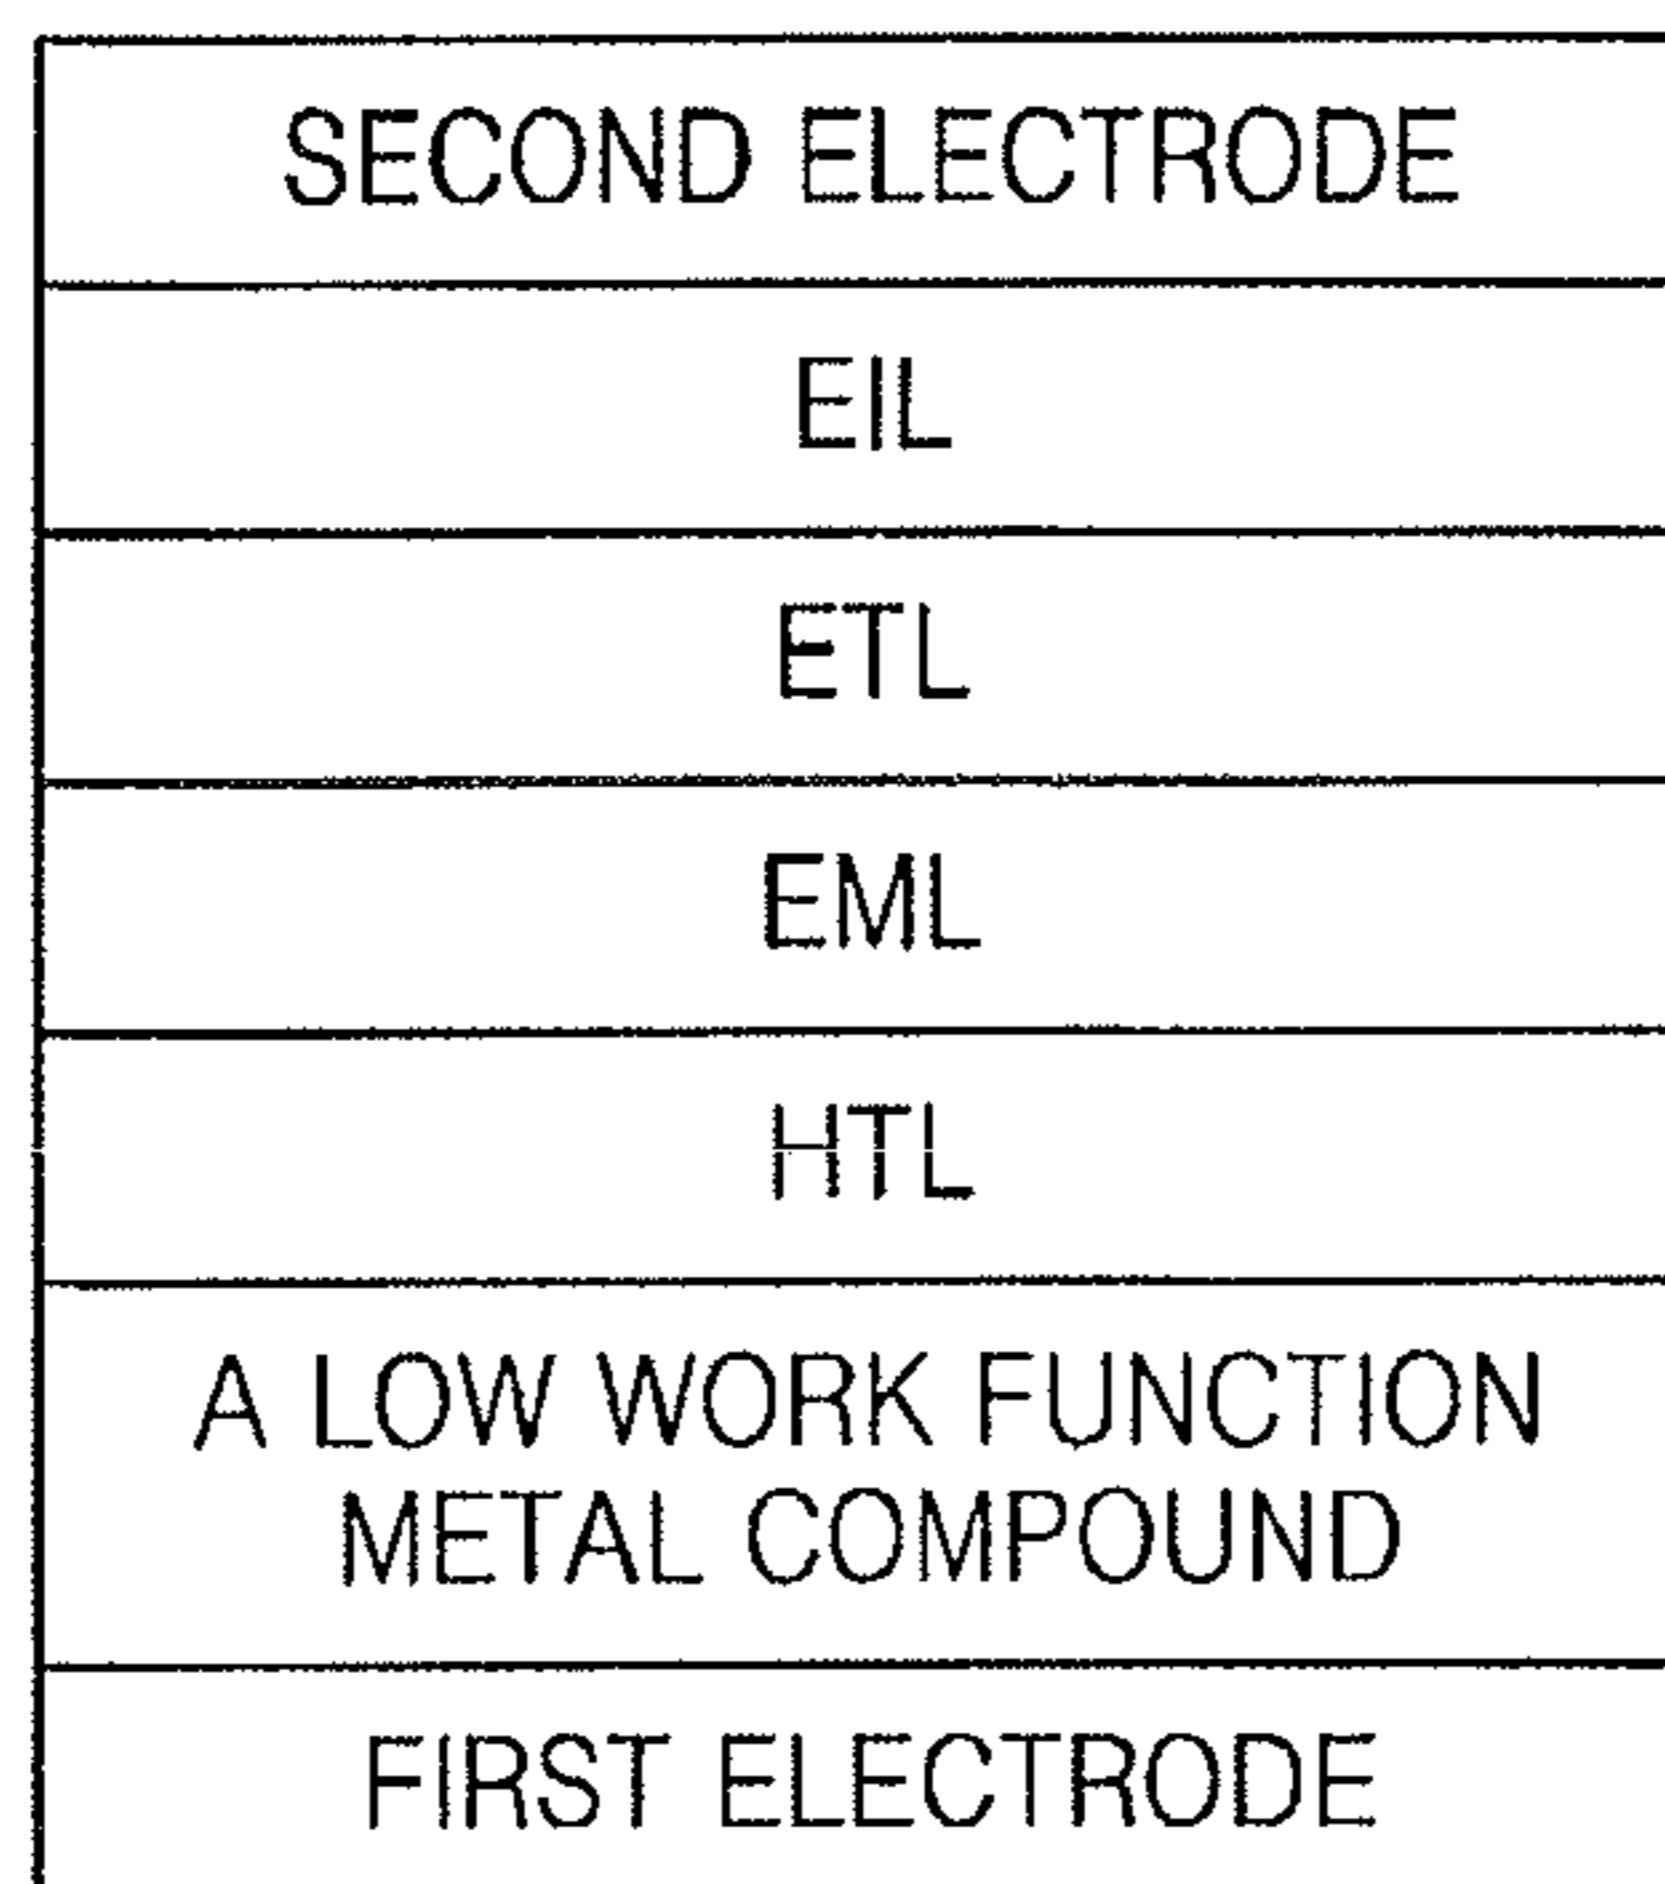 SECOND ELECTRODE
EIL
ETL
EML
HTL
A LOW WORK FUNCTION
METAL COMPOUND
FIRST ELECTRODE